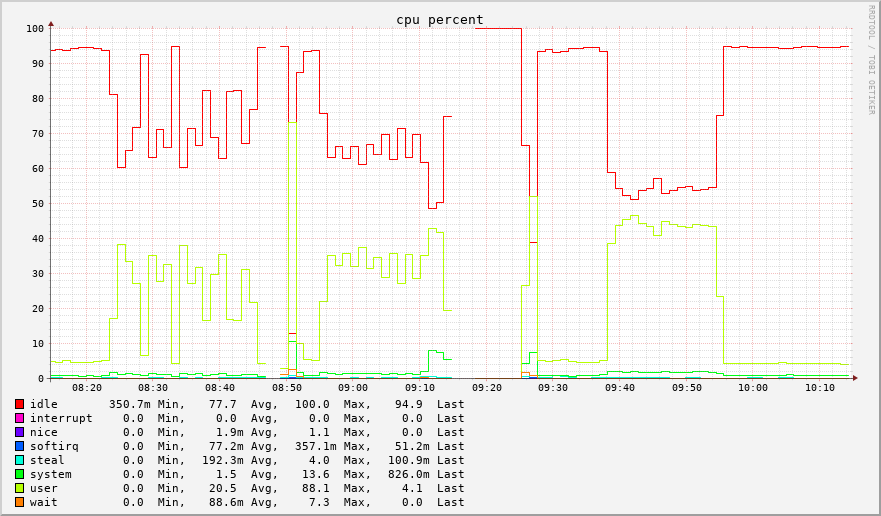 cpu percent
RRDTOOL / TOBI OETIKER
100
90
80
70
60
50
40
30
20
10
0
08:20 08:30 08:40 08:50 09:00 09:10 09:20 09:30 09:40 09:50 10:00 10:10
idle 350.7m Min, 77.7 Avg, 100.0 Max, 94.9 Last
interrupt 0.0 Min, 0.0 Avg, 0.0 Max, 0.0 Last
nice 0.0 Min, 1.9m Avg, 1.1 Max, 0.0 Last
softirq 0.0 Min, 77.2m Avg, 357.1m Max, 51.2m Last
steal 0.0 Min, 192.3m Avg, 4.0 Max, 100.9m Last
system 0.0 Min, 1.5 Avg, 13.6 Max, 826.0m Last
user 0.0 Min, 20.5 Avg, 88.1 Max, 4.1 Last
wait 0.0 Min, 88.6m Avg, 7.3 Max, 0.0 Last